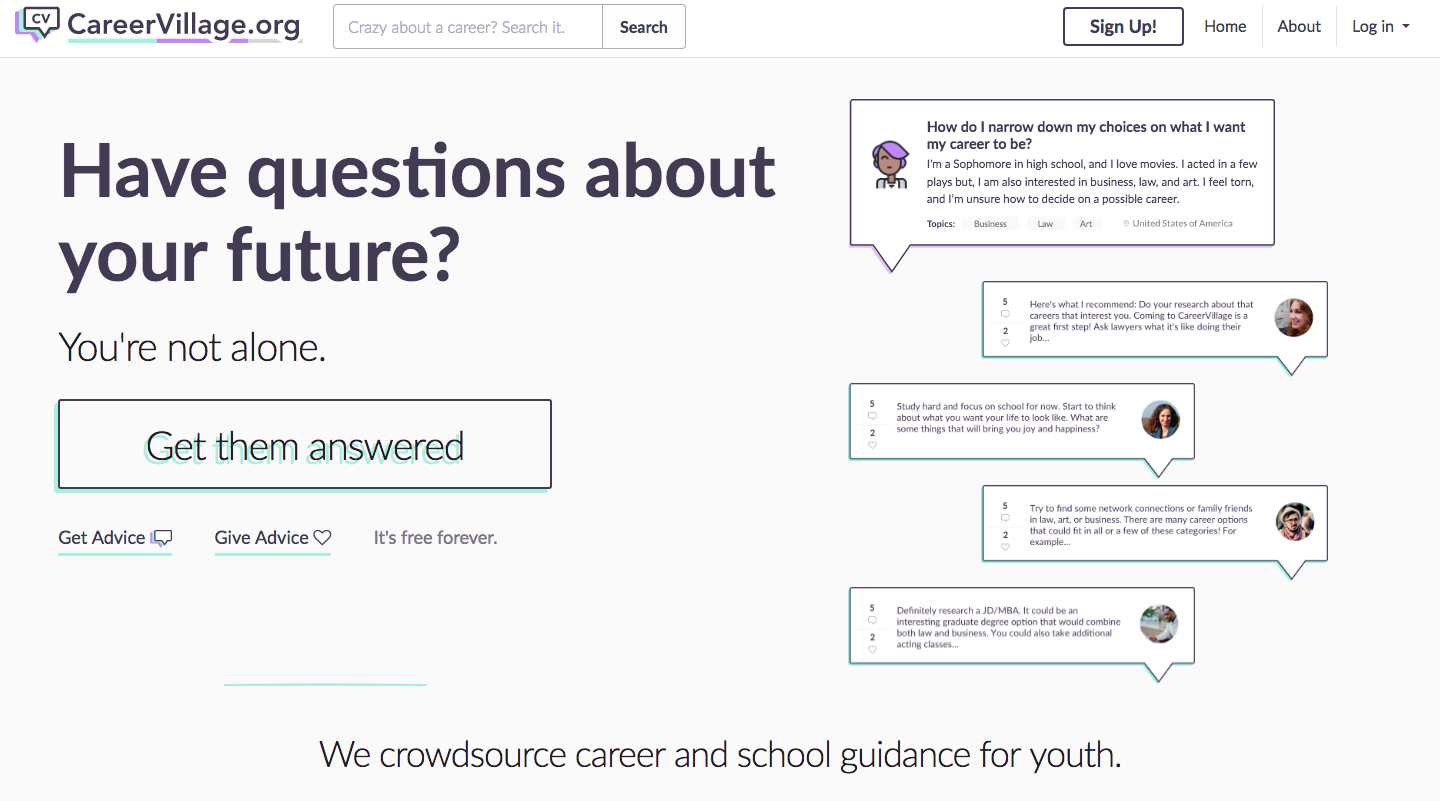 CV CareerVillage.org
Crazy about a career? Search it.
Search
Sign Up!
Home
About
Log in
Have questions about
your future?
You're not alone.
Get them answered
Get Advice
Give Advice
It's free forever.
How do I narrow down my choices on what I want
my career to be?
I'm a Sophomore in high school, and I love movies. I acted in a few
plays but, I am also interested in business, law, and art. I feel torn,
and I'm unsure how to decide on a possible career.
Topics: Business Law Art United States of America
5
2
Here's what I recommend: Do your research about that
careers that interest you. Coming to CareerVillage is a
great first step! Ask lawyers what it's like doing their
job...
5
2
Study hard and focus on school for now. Start to think
about what you want your life to look like. What are
some things that will bring you joy and happiness?
5
2
Try to find some network connections or family friends
in law, art, or business. There are many career options
that could fit in all or a few of these categories! For
example...
5
2
Definitely research a JD/MBA. It could be an
interesting graduate degree option that would combine
both law and business. You could also take additional
acting classes...
We crowdsource career and school guidance for youth.